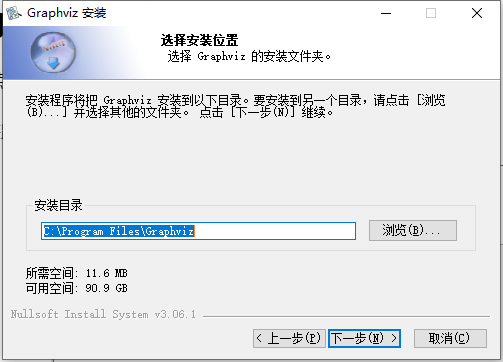 Graphviz 安装
选择安装位置
选择 Graphviz 的安装文件夹。
安装程序将把 Graphviz 安装到以下目录。要安装到另一个目录，请点击 [浏览
(B)...] 并选择其他的文件夹。 点击 [下一步(N)] 继续。
安装目录
C:\Program Files\Graphviz
浏览(B)...
所需空间: 11.6 MB
可用空间: 90.9 GB
Nullsoft Install System v3.06.1
< 上一步(P)
下一步(N) >
取消(C)